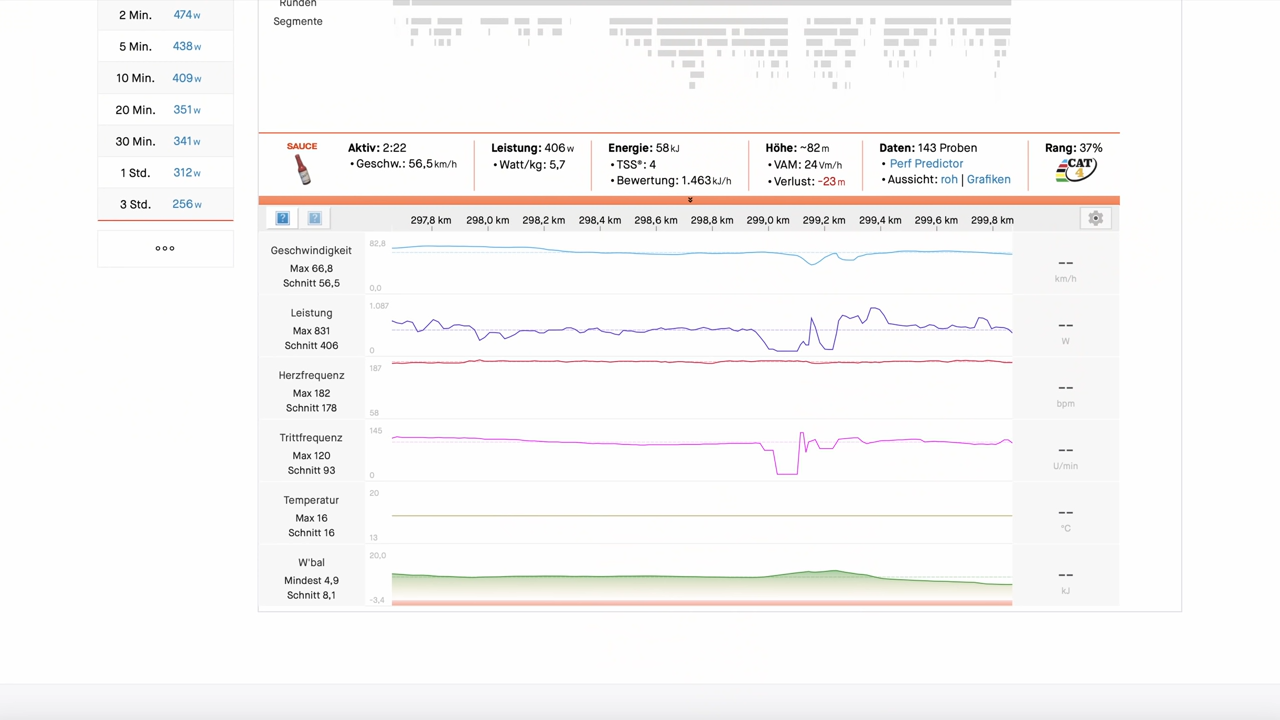 Runden
Segmente
2 Min. 474w
5 Min. 438w
10 Min. 409w
20 Min. 351w
30 Min. 341w
1 Std. 312w
3 Std. 256w
SAUCE
Aktiv: 2:22
• Geschw.: 56,5km/h
Leistung: 406w
• Watt/kg: 5,7
Energie: 58kJ
• TSS®: 4
• Bewertung: 1.463kJ/h
Höhe: ~82m
• VAM: 24Vm/h
• Verlust: -23m
Daten: 143 Proben
• Perf Predictor
• Aussicht: roh | Grafiken
Rang: 37%
CAT
4
297,8 km 298,0 km 298,2 km 298,4 km 298,6 km 298,8 km 299,0 km 299,2 km 299,4 km 299,6 km 299,8 km
Geschwindigkeit
Max 66,8
Schnitt 56,5
82,8
0,0
--
km/h
Leistung
Max 831
Schnitt 406
1.087
0
--
W
Herzfrequenz
Max 182
Schnitt 178
187
58
--
bpm
Trittfrequenz
Max 120
Schnitt 93
145
0
--
U/min
Temperatur
Max 16
Schnitt 16
20
13
--
°C
W'bal
Mindest 4,9
Schnitt 8,1
20,0
-3,4
--
kJ